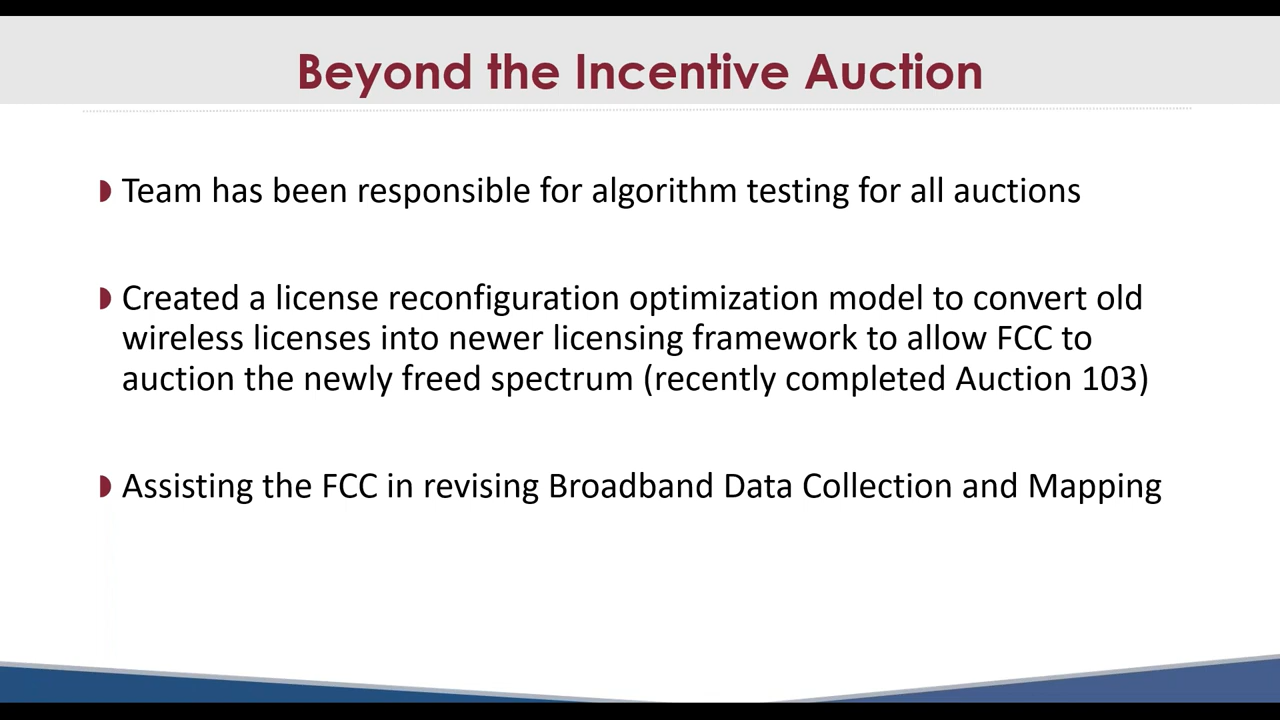 Beyond the Incentive Auction
Team has been responsible for algorithm testing for all auctions
Created a license reconfiguration optimization model to convert old
wireless licenses into newer licensing framework to allow FCC to
auction the newly freed spectrum (recently completed Auction 103)
Assisting the FCC in revising Broadband Data Collection and Mapping